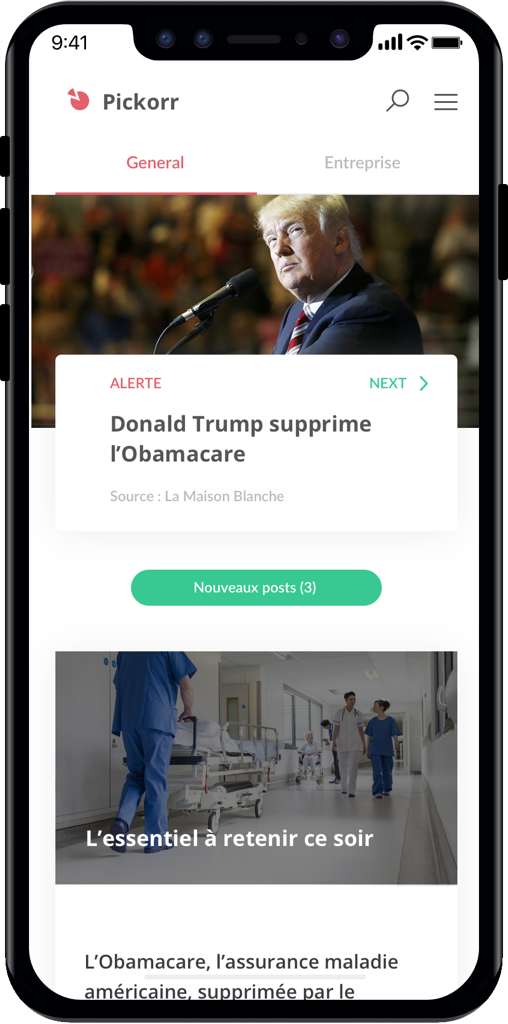 9:41
Pickorr
General
Entreprise
ALERTE
NEXT
Donald Trump supprime
l’Obamacare
Source : La Maison Blanche
Nouveaux posts (3)
L’essentiel à retenir ce soir
L’Obamacare, l’assurance maladie
américaine, supprimée par le